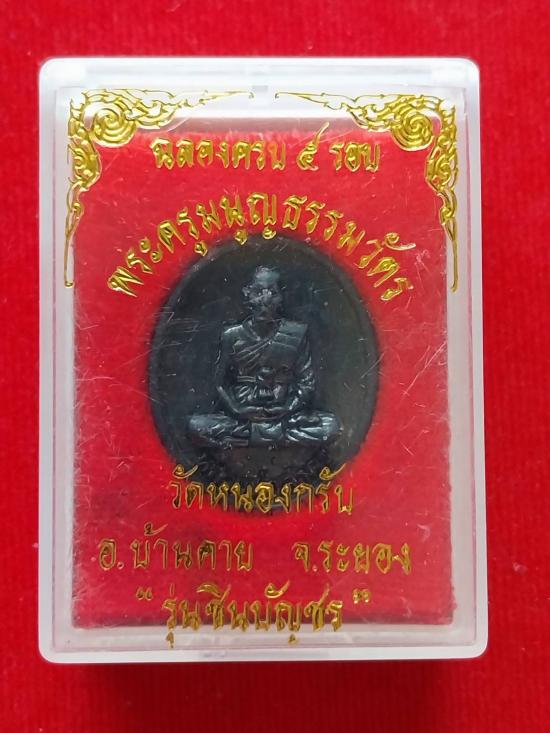 ฉลองครบ ๕ รอบ
พระครูมนูญธรรมวัตร
วัดหนองกรับ
อ.บ้านค่าย จ.ระยอง
"รุ่นชินบัญชร"